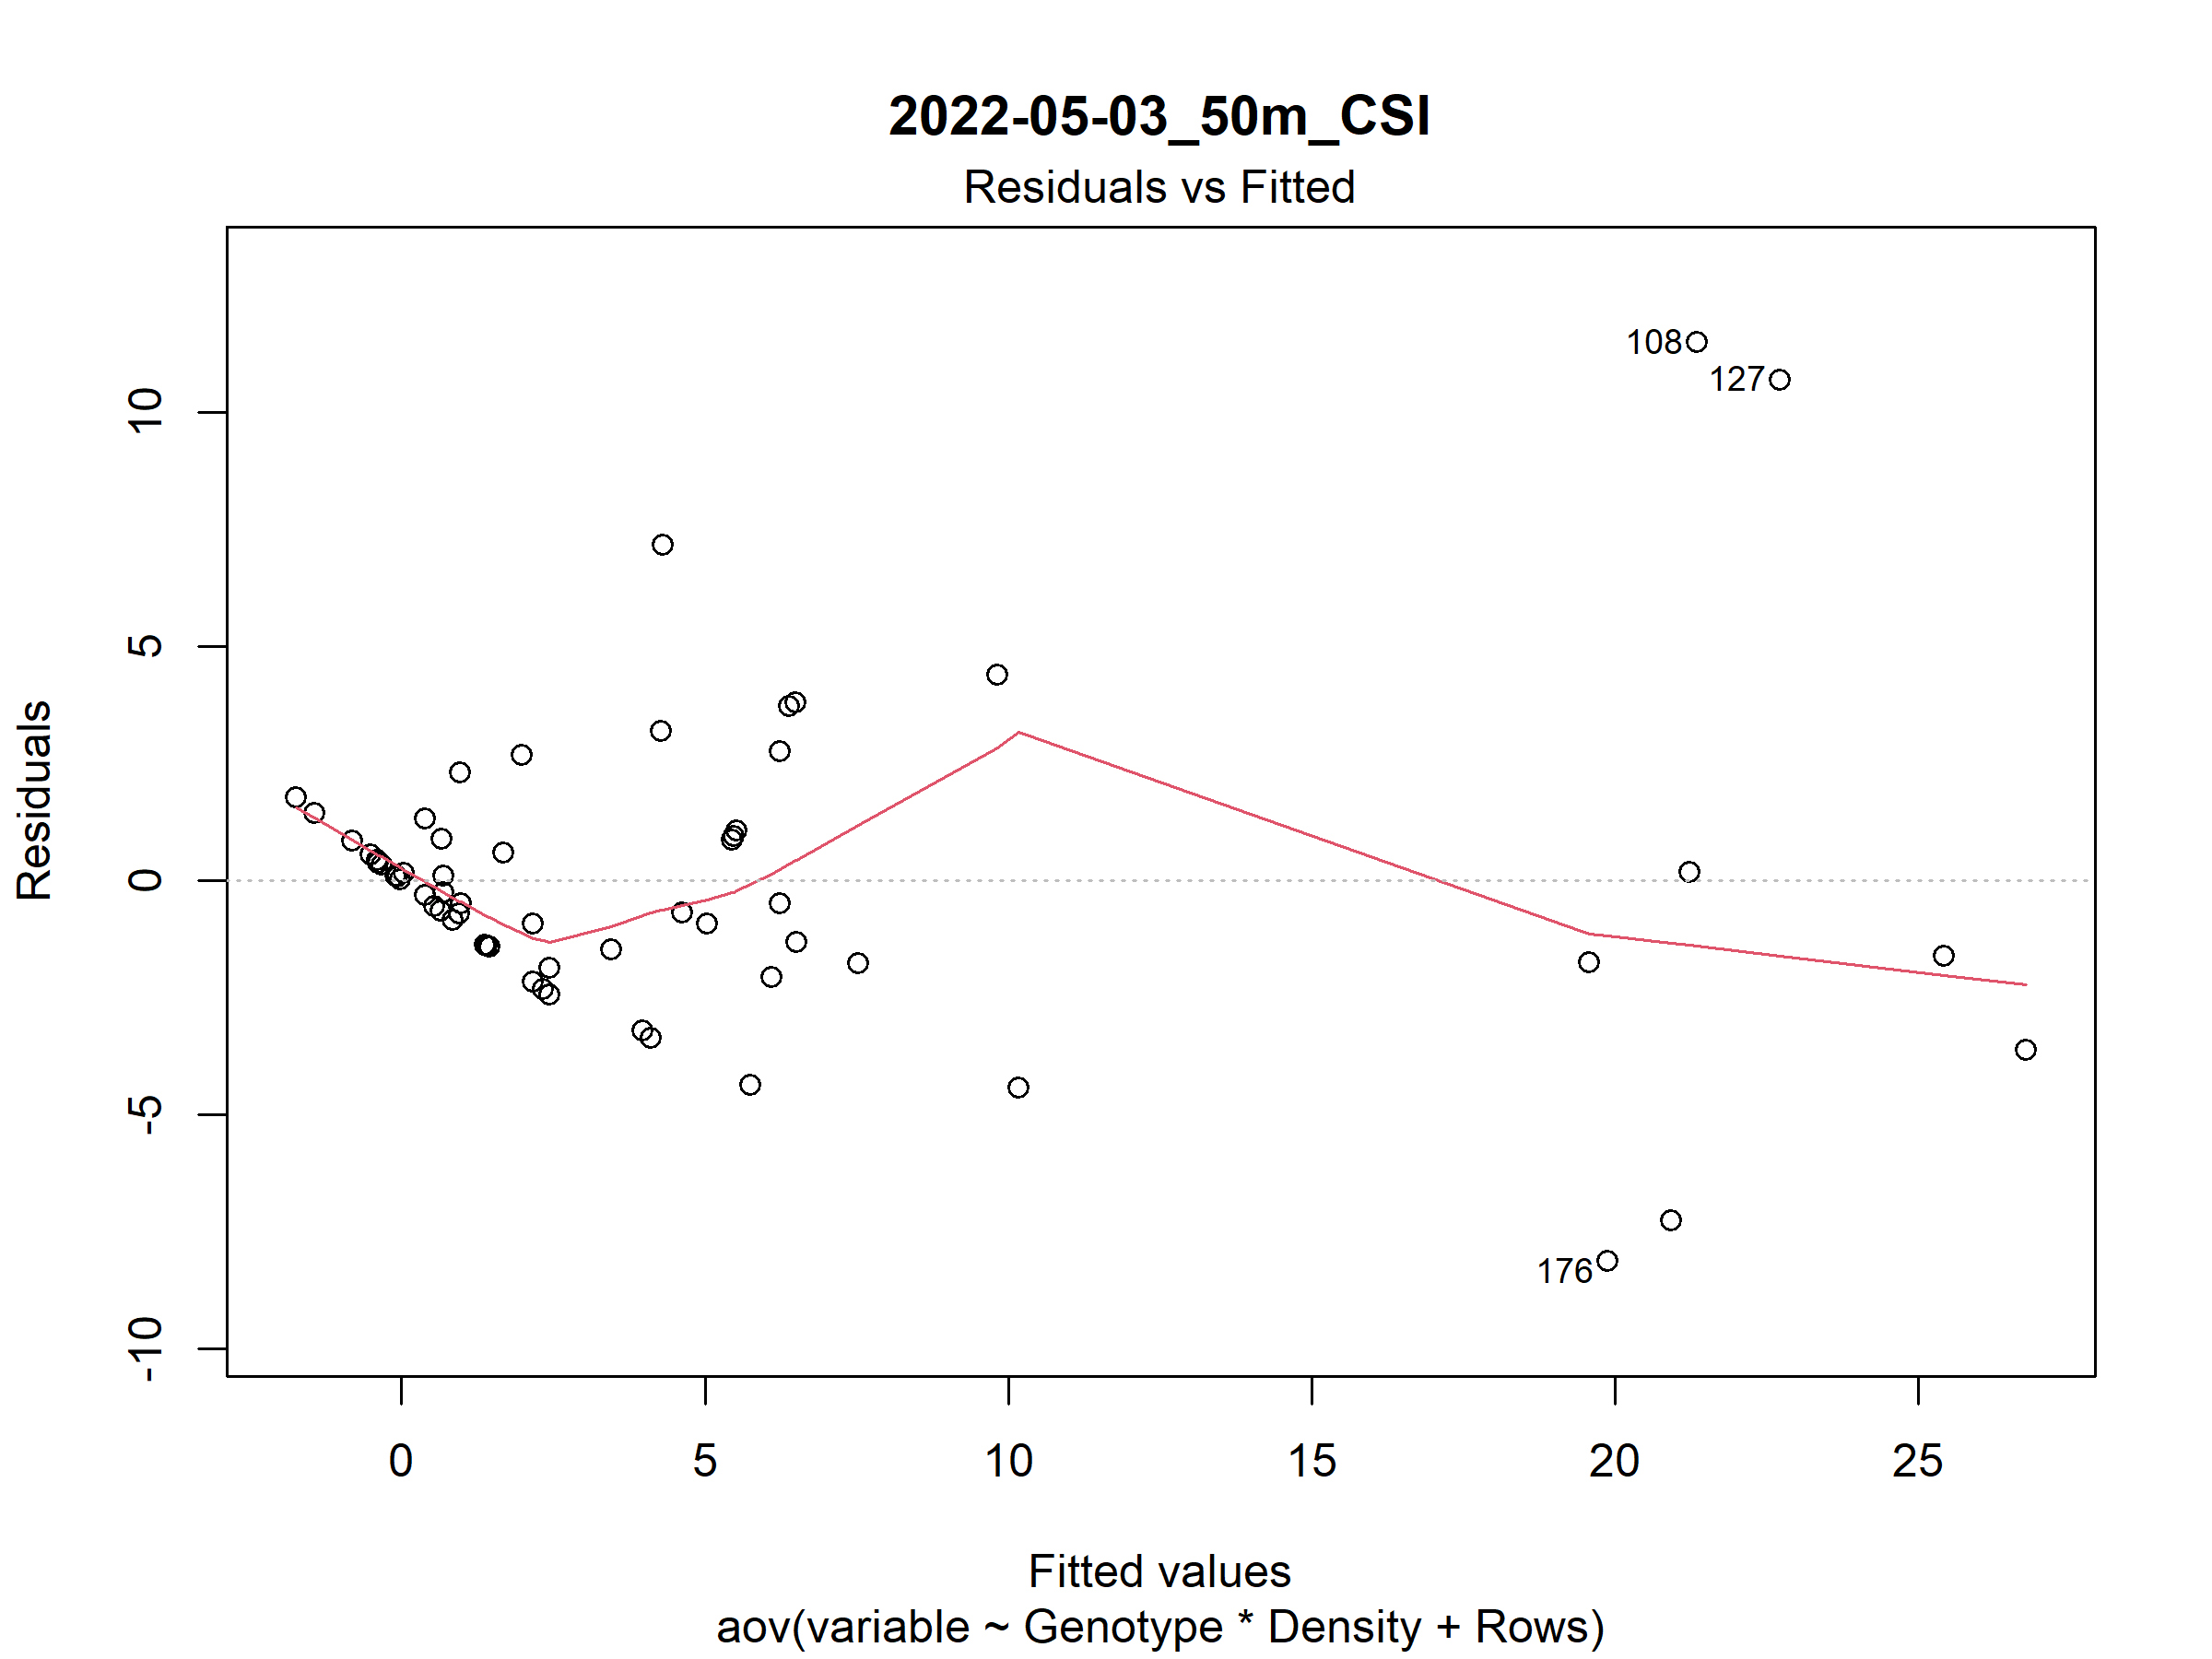 2022-05-03_50m_CSI
Residuals vs Fitted
Residuals
10
5
0
-5
-10
108
127
176
0 5 10 15 20 25
Fitted values
aov(variable ~ Genotype * Density + Rows)